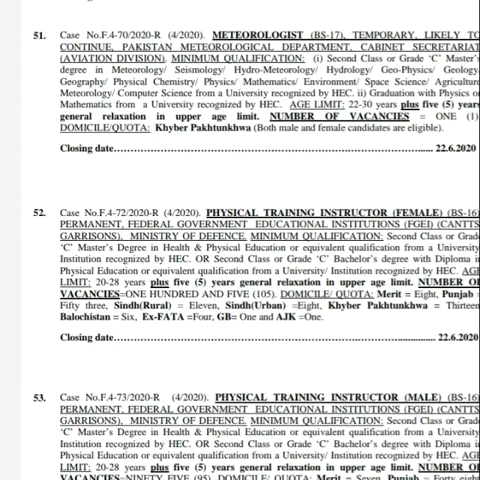 51. Case No.F.4-70/2020-R (4/2020). METEOROLOGIST (BS-17), TEMPORARY, LIKELY TO
CONTINUE, PAKISTAN METEOROLOGICAL DEPARTMENT, CABINET SECRETARIAT
(AVIATION DIVISION). MINIMUM QUALIFICATION: (i) Second Class or Grade ‘C’ Master’s
degree in Meteorology/ Seismology/ Hydro-Meteorology/ Hydrology/ Geo-Physics/ Geology/
Geography/ Physical Chemistry/ Physics/ Mathematics/ Environment/ Space Science/ Agriculture
Meteorology/ Computer Science from a University recognized by HEC. ii) Graduation with Physics or
Mathematics from a University recognized by HEC. AGE LIMIT: 22-30 years plus five (5) years
general relaxation in upper age limit. NUMBER OF VACANCIES = ONE (1)
DOMICILE/QUOTA: Khyber Pakhtunkhwa (Both male and female candidates are eligible).
Closing date…………………………………………………………………...... 22.6.2020
52. Case No.F.4-72/2020-R (4/2020). PHYSICAL TRAINING INSTRUCTOR (FEMALE) (BS-16)
PERMANENT, FEDERAL GOVERNMENT EDUCATIONAL INSTITUTIONS (FGEI) (CANTTS
GARRISONS), MINISTRY OF DEFENCE. MINIMUM QUALIFICATION: Second Class or Grade
‘C’ Master’s Degree in Health & Physical Education or equivalent qualification from a University
Institution recognized by HEC. OR Second Class or Grade ‘C’ Bachelor’s degree with Diploma in
Physical Education or equivalent qualification from a University/ Institution recognized by HEC. AGE
LIMIT: 20-28 years plus five (5) years general relaxation in upper age limit. NUMBER OF
VACANCIES=ONE HUNDRED AND FIVE (105). DOMICILE/ QUOTA: Merit = Eight, Punjab =
Fifty three, Sindh(Rural) = Eleven, Sindh(Urban) =Eight, Khyber Pakhtunkhwa = Thirteen
Balochistan = Six, Ex-FATA =Four, GB= One and AJK =One.
Closing date……………………………………………………………................ 22.6.2020
53. Case No.F.4-73/2020-R (4/2020). PHYSICAL TRAINING INSTRUCTOR (MALE) (BS-16)
PERMANENT, FEDERAL GOVERNMENT EDUCATIONAL INSTITUTIONS (FGEI) (CANTTS
GARRISONS), MINISTRY OF DEFENCE. MINIMUM QUALIFICATION: Second Class or Grade
‘C’ Master’s Degree in Health & Physical Education or equivalent qualification from a University
Institution recognized by HEC. OR Second Class or Grade ‘C’ Bachelor’s degree with Diploma in
Physical Education or equivalent qualification from a University/ Institution recognized by HEC. AGE
LIMIT: 20-28 years plus five (5) years general relaxation in upper age limit. NUMBER OF
VACANCIES=NINETY FIVE (95). DOMICILE/ QUOTA: Merit = Seven, Punjab = Forty eight